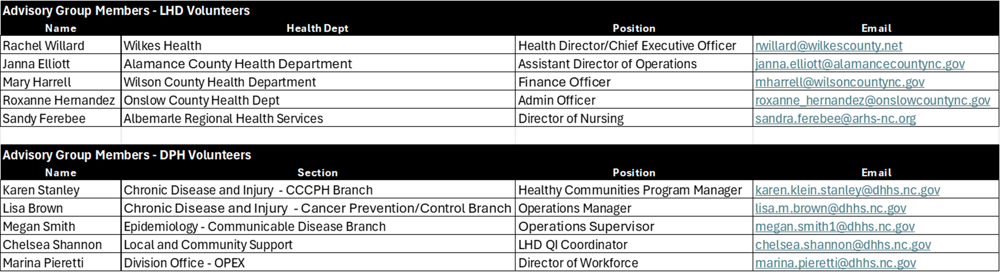 Advisory Group Members - LHD Volunteers
Name Health Dept Position Email
Rachel Willard Wilkes Health Health Director/Chief Executive Officer rwillard@wilkescounty.net
Janna Elliott Alamance County Health Department Assistant Director of Operations janna.elliott@alamancecountync.gov
Mary Harrell Wilson County Health Department Finance Officer mharrell@wilsoncountync.gov
Roxanne Hernandez Onslow County Health Dept Admin Officer roxanne_hernandez@onslowcountync.gov
Sandy Ferebee Albemarle Regional Health Services Director of Nursing sandra.ferebee@arhs-nc.org
Advisory Group Members - DPH Volunteers
Name Section Position Email
Karen Stanley Chronic Disease and Injury - CCCPH Branch Healthy Communities Program Manager karen.klein.stanley@dhhs.nc.gov
Lisa Brown Chronic Disease and Injury - Cancer Prevention/Control Branch Operations Manager lisa.m.brown@dhhs.nc.gov
Megan Smith Epidemiology - Communicable Disease Branch Operations Supervisor megan.smith1@dhhs.nc.gov
Chelsea Shannon Local and Community Support LHD QI Coordinator chelsea.shannon@dhhs.nc.gov
Marina Pieretti Division Office - OPEX Director of Workforce marina.pieretti@dhhs.nc.gov